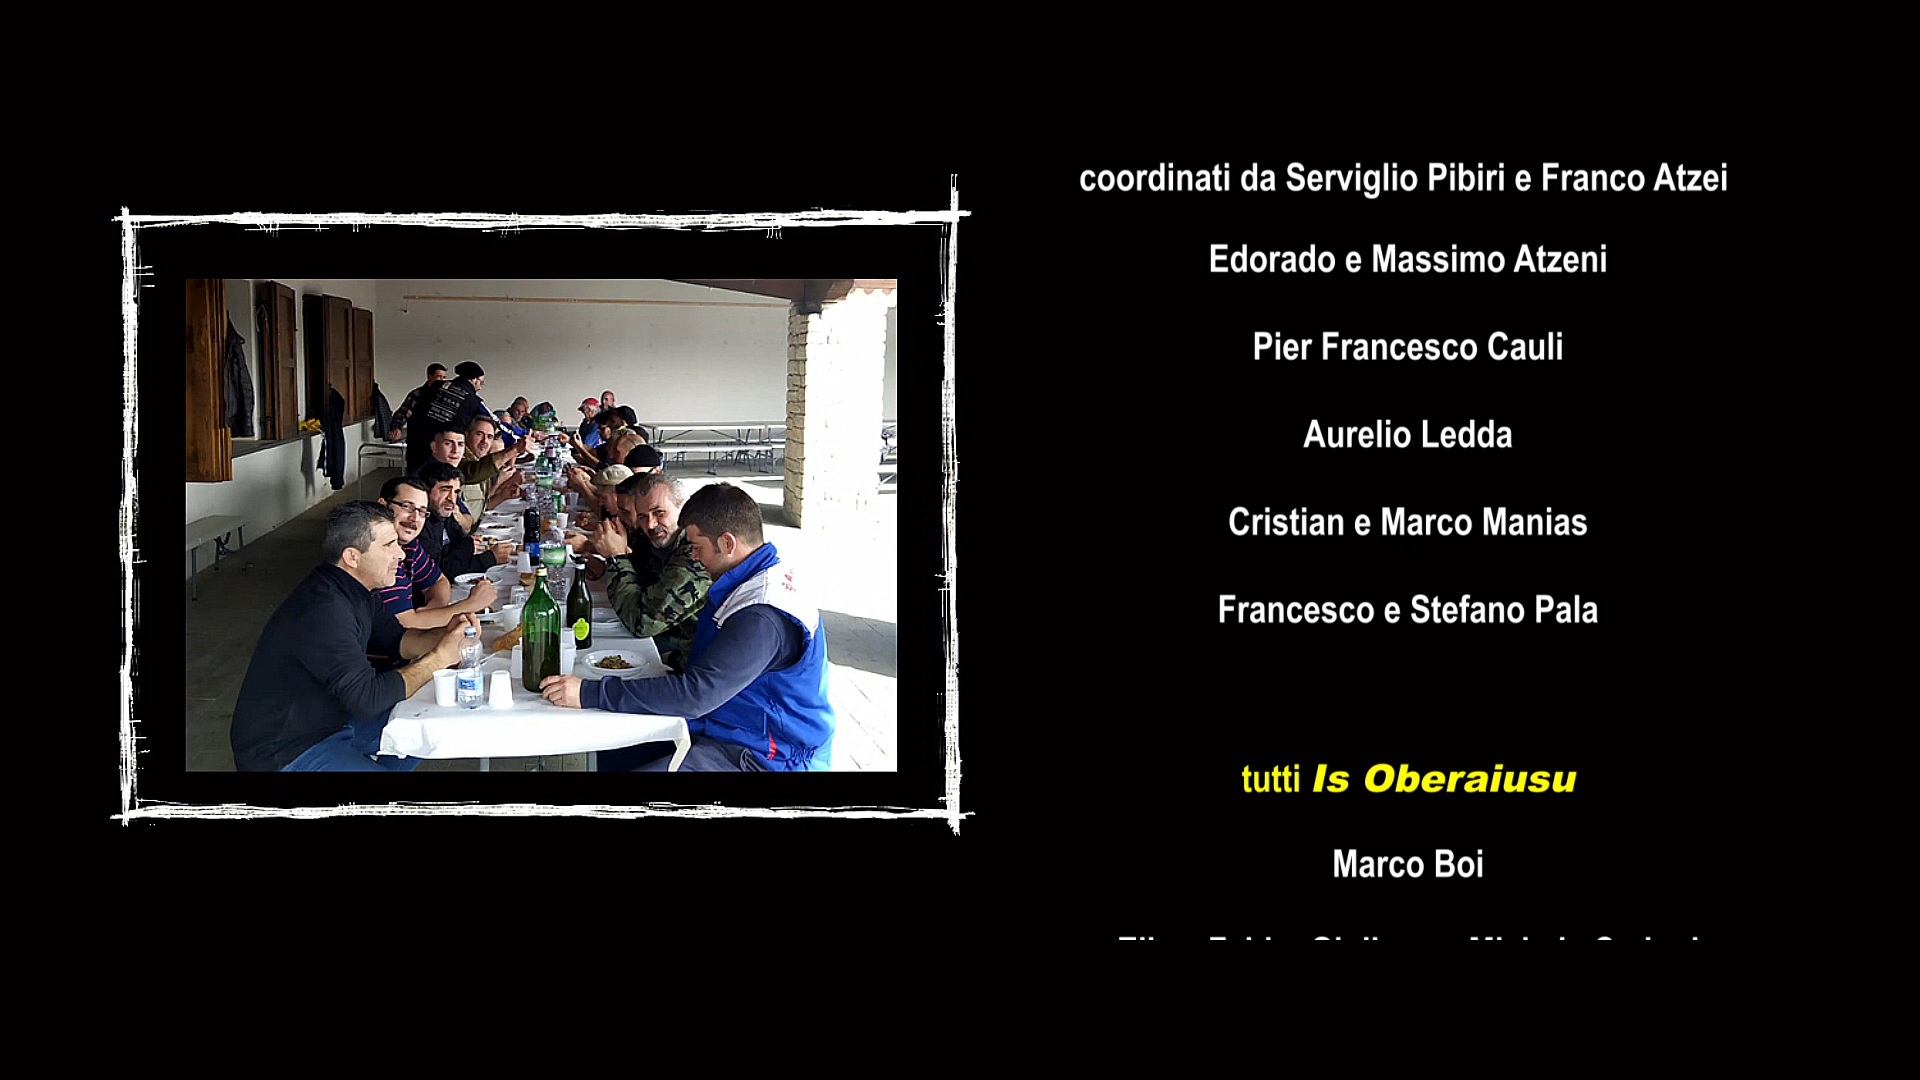 coordinati da Serviglio Pibiri e Franco Atzei
Edorado e Massimo Atzeni
Pier Francesco Cauli
Aurelio Ledda
Cristian e Marco Manias
Francesco e Stefano Pala
tutti Is Oberaiusu
Marco Boi